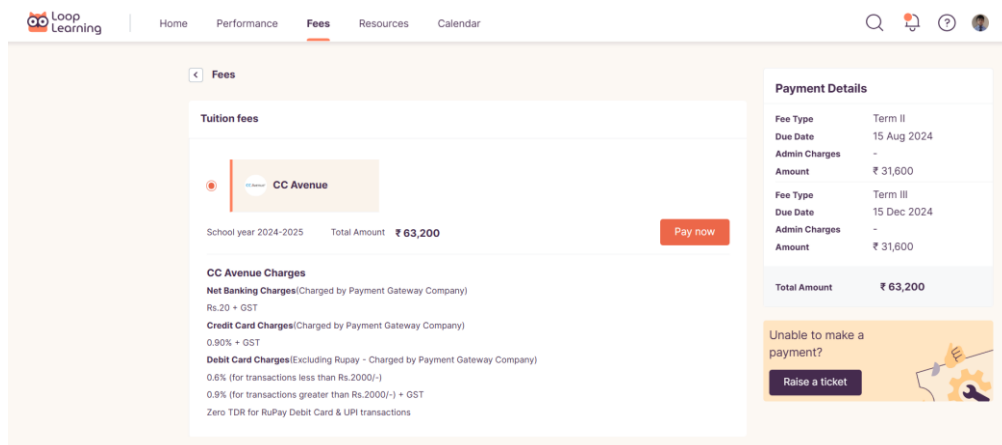 Loop
Learning
Home Performance Fees Resources Calendar
Fees
Tuition fees
CC Avenue
School year 2024-2025 Total Amount ₹ 63,200 Pay now
CC Avenue Charges
Net Banking Charges(Charged by Payment Gateway Company)
Rs.20 + GST
Credit Card Charges(Charged by Payment Gateway Company)
0.90% + GST
Debit Card Charges(Excluding Rupay - Charged by Payment Gateway Company)
0.6% (for transactions less than Rs.2000/-)
0.9% (for transactions greater than Rs.2000/-) + GST
Zero TDR for RuPay Debit Card & UPI transactions
Payment Details
Fee Type Term II
Due Date 15 Aug 2024
Admin Charges -
Amount ₹ 31,600
Fee Type Term III
Due Date 15 Dec 2024
Admin Charges -
Amount ₹ 31,600
Total Amount ₹ 63,200
Unable to make a
payment?
Raise a ticket